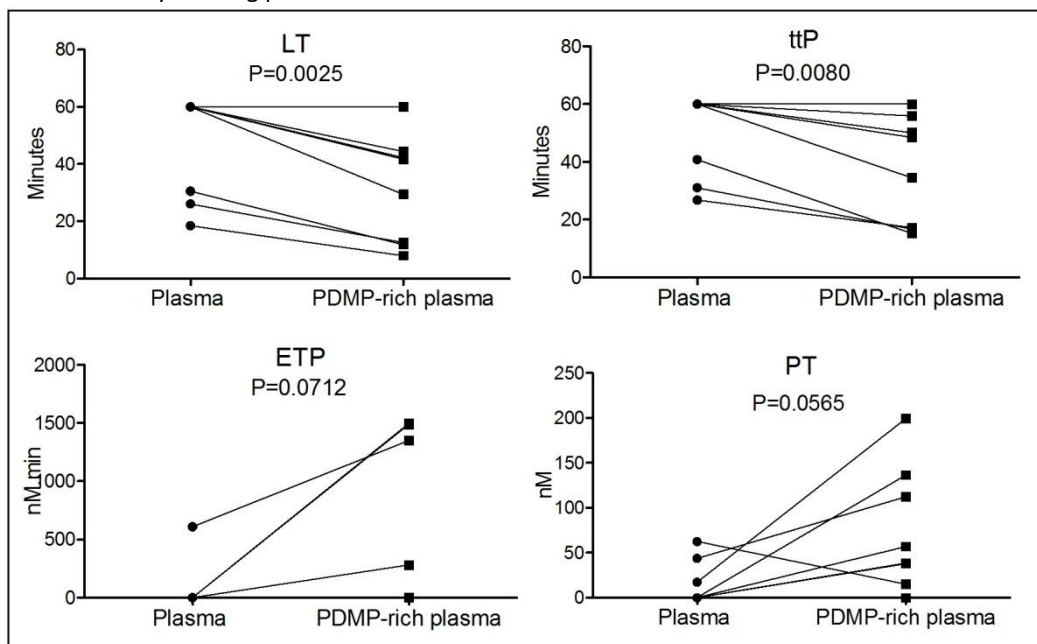 LT
P=0.0025
Minutes
80
60
40
20
0
Plasma
PDMP-rich plasma
ttP
P=0.0080
Minutes
80
60
40
20
0
Plasma
PDMP-rich plasma
ETP
P=0.0712
nM.min
2000
1500
1000
500
0
Plasma
PDMP-rich plasma
PT
P=0.0565
nM
250
200
150
100
50
0
Plasma
PDMP-rich plasma